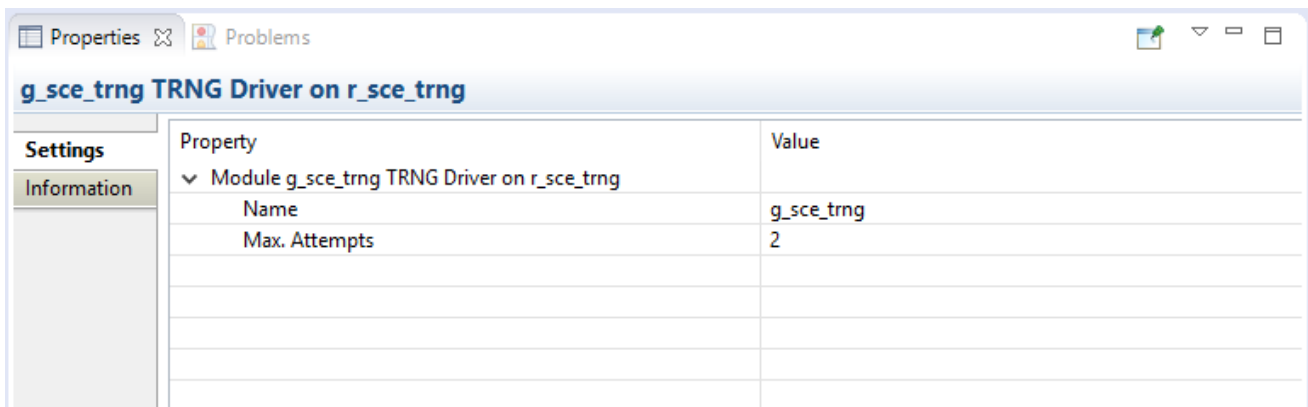 Properties Problems
g_sce_trng TRNG Driver on r_sce_trng
Settings
Information
Property Value
Module g_sce_trng TRNG Driver on r_sce_trng
Name g_sce_trng
Max. Attempts 2